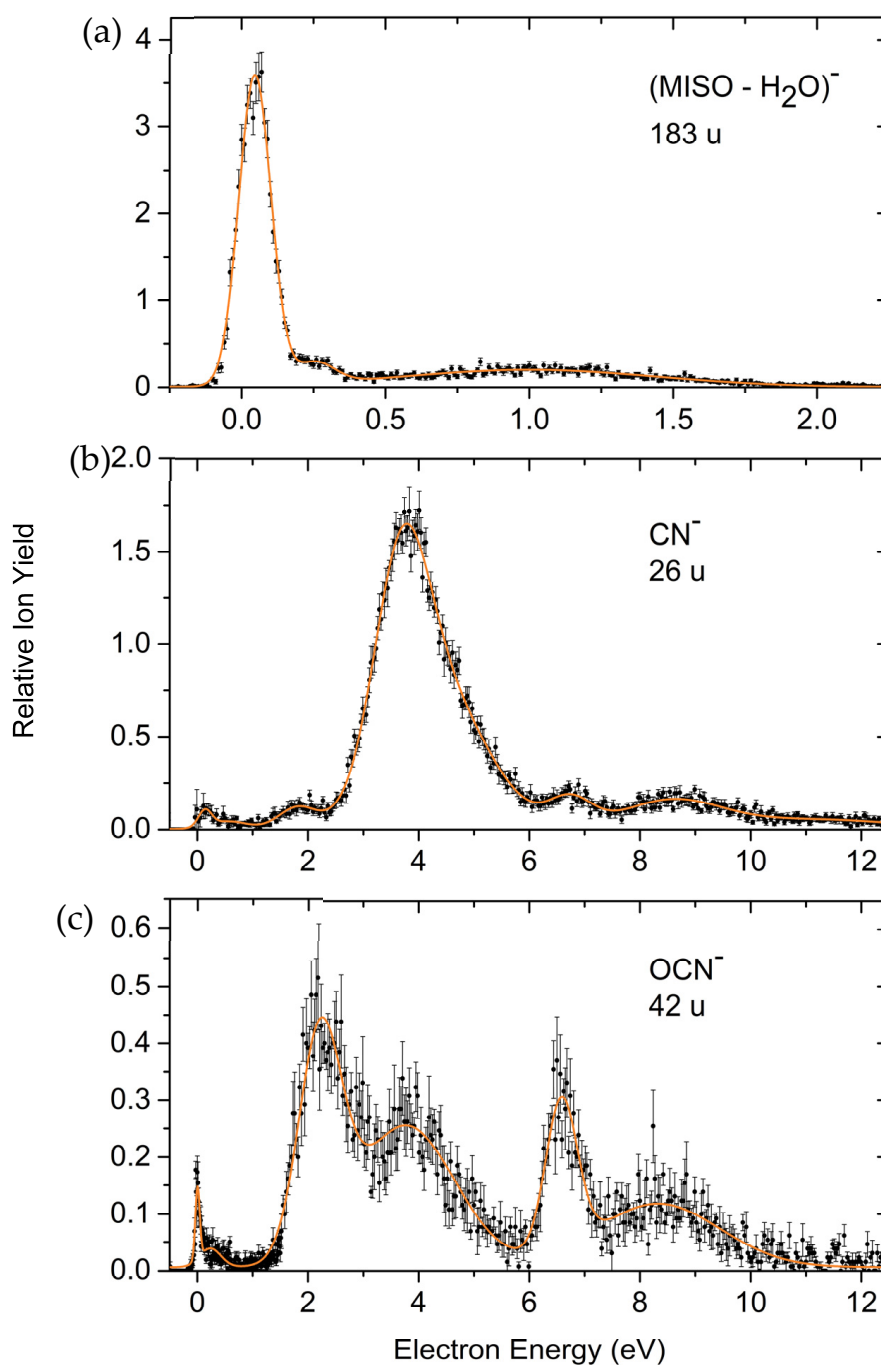 (a)
4
3
2
1
0
(MISO - H₂O)⁻
183 u
0.0 0.5 1.0 1.5 2.0
(b)
2.0
1.5
1.0
0.5
0.0
CN⁻
26 u
0 2 4 6 8 10 12
Relative Ion Yield
(c)
0.6
0.5
0.4
0.3
0.2
0.1
0.0
OCN⁻
42 u
0 2 4 6 8 10 12
Electron Energy (eV)